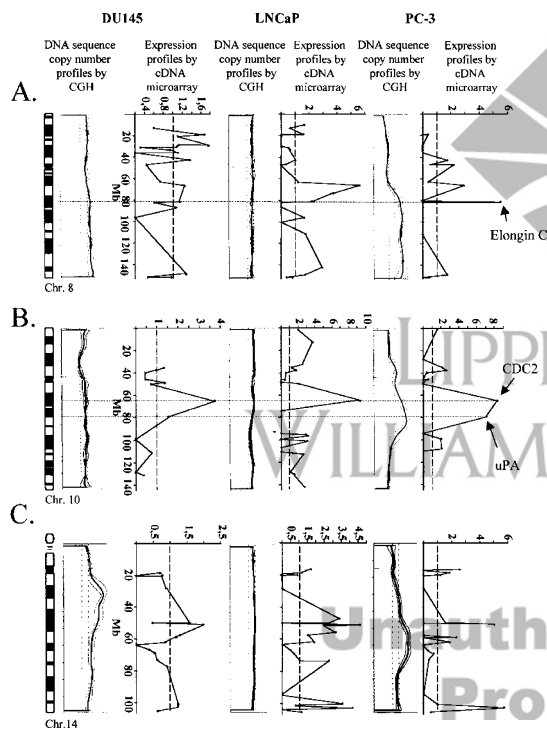 DU145 LNCaP PC-3
DNA sequence copy number profiles by CGH
Expression profiles by cDNA microarray
DNA sequence copy number profiles by CGH
Expression profiles by cDNA microarray
DNA sequence copy number profiles by CGH
Expression profiles by cDNA microarray
A.
0,4 0,8 1,2 1,6
2 4 6
2 4 6
20
40
60
Mb
80
100
120
140
Elongin C
Chr. 8
B.
1 2 3 4
2 4 6 8 10
2 4 6 8
20
40
60
Mb
80
100
120
140
CDC2
uPA
LIPPI
WILLIAM
Chr. 10
C.
0,5 1,5 2,5
0,5 1,5 2,5 3,5 4,5
2 4 6
20
40
Mb
60
80
100
Unauth
Pro
Chr.14